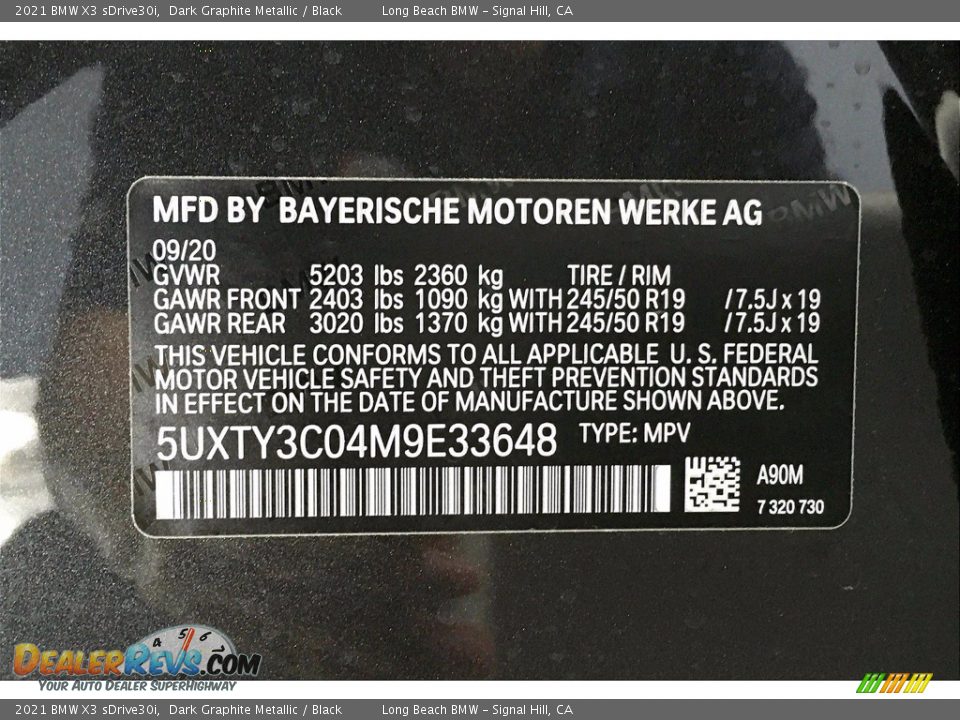 2021 BMW X3 sDrive30i, Dark Graphite Metallic / Black Long Beach BMW - Signal Hill, CA
MFD BY BAYERISCHE MOTOREN WERKE AG
09/20
GVWR 5203 lbs 2360 kg TIRE / RIM
GAWR FRONT 2403 lbs 1090 kg WITH 245/50 R19 /7.5J x 19
GAWR REAR 3020 lbs 1370 kg WITH 245/50 R19 /7.5J x 19
THIS VEHICLE CONFORMS TO ALL APPLICABLE U. S. FEDERAL
MOTOR VEHICLE SAFETY AND THEFT PREVENTION STANDARDS
IN EFFECT ON THE DATE OF MANUFACTURE SHOWN ABOVE.
5UXTY3C04M9E33648 TYPE: MPV
A90M
7 320 730
4 5 6
DEALERREVS.COM
YOUR AUTO DEALER SUPERHIGHWAY
2021 BMW X3 sDrive30i, Dark Graphite Metallic / Black Long Beach BMW - Signal Hill, CA